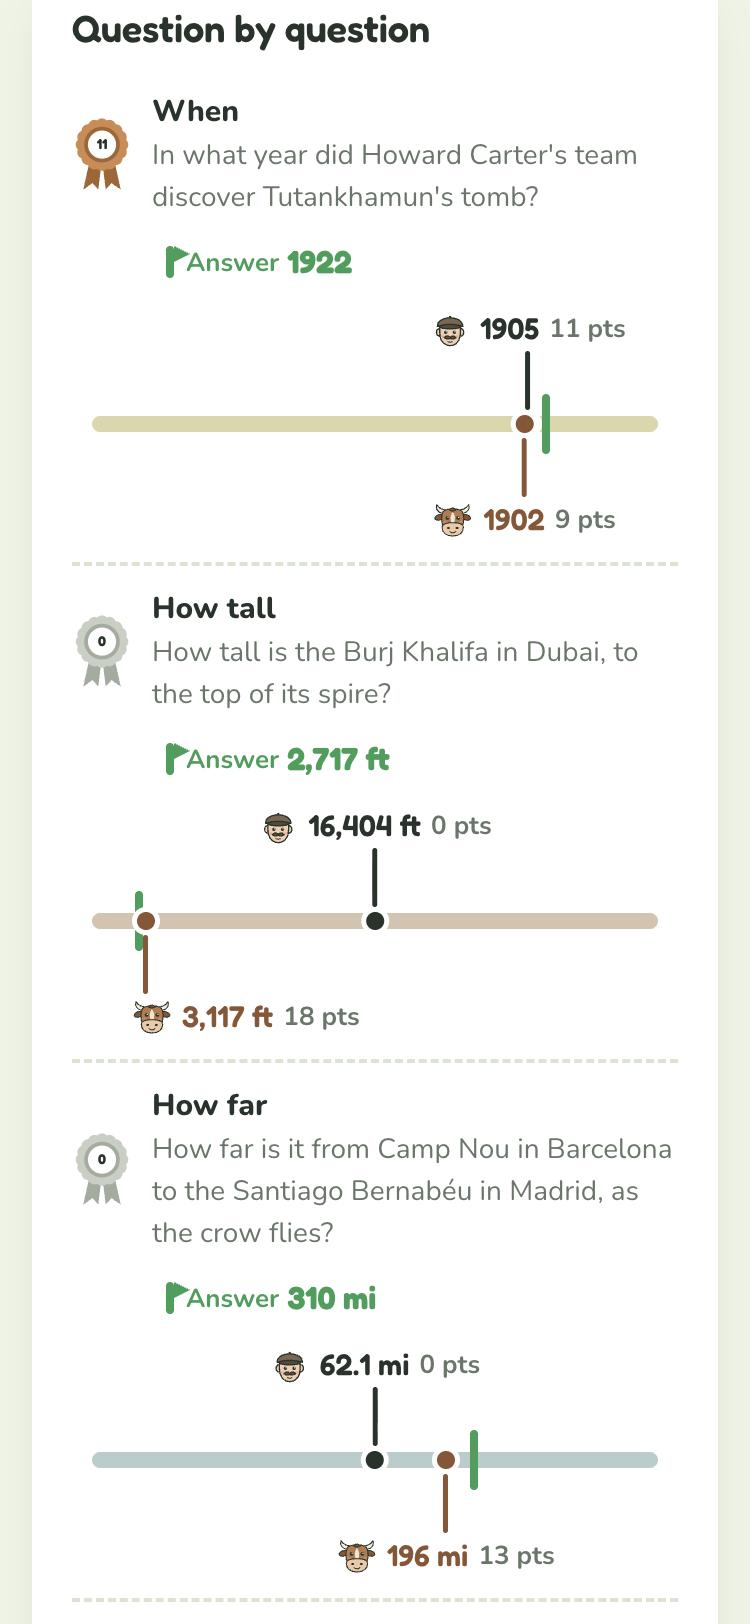 Question by question
When
11
In what year did Howard Carter's team
discover Tutankhamun's tomb?
Answer 1922
1905 11 pts
1902 9 pts
How tall
0
How tall is the Burj Khalifa in Dubai, to
the top of its spire?
Answer 2,717 ft
16,404 ft 0 pts
3,117 ft 18 pts
How far
0
How far is it from Camp Nou in Barcelona
to the Santiago Bernabéu in Madrid, as
the crow flies?
Answer 310 mi
62.1 mi 0 pts
196 mi 13 pts